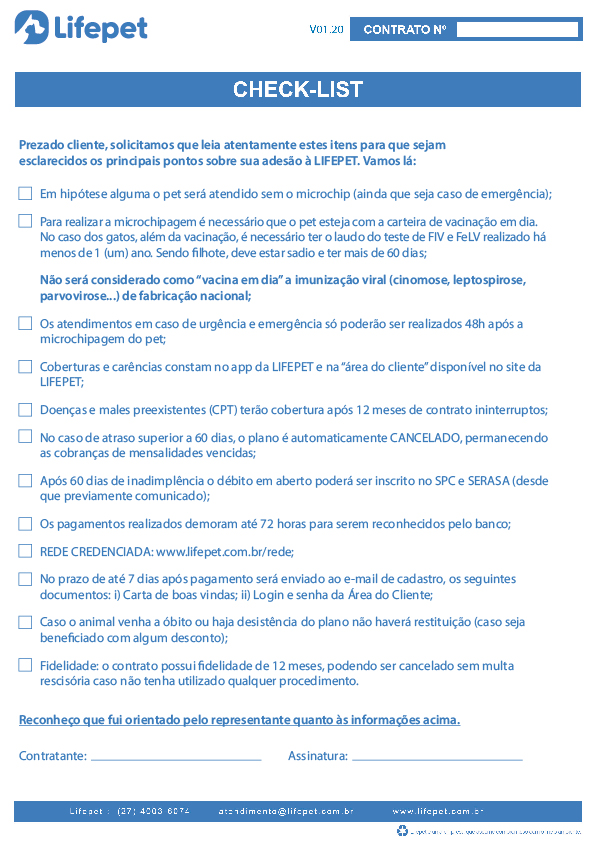 Lifepet
V01.20
CONTRATO Nº
CHECK-LIST
Prezado cliente, solicitamos que leia atentamente estes itens para que sejam
esclarecidos os principais pontos sobre sua adesão à LIFEPET. Vamos lá:
Em hipótese alguma o pet será atendido sem o microchip (ainda que seja caso de emergência);
Para realizar a microchipagem é necessário que o pet esteja com a carteira de vacinação em dia.
No caso dos gatos, além da vacinação, é necessário ter o laudo do teste de FIV e FeLV realizado há
menos de 1 (um) ano. Sendo filhote, deve estar sadio e ter mais de 60 dias;
Não será considerado como “vacina em dia” a imunização viral (cinomose, leptospirose,
parvovirose...) de fabricação nacional;
Os atendimentos em caso de urgência e emergência só poderão ser realizados 48h após a
microchipagem do pet;
Coberturas e carências constam no app da LIFEPET e na “área do cliente” disponível no site da
LIFEPET;
Doenças e males preexistentes (CPT) terão cobertura após 12 meses de contrato ininterruptos;
No caso de atraso superior a 60 dias, o plano é automaticamente CANCELADO, permanecendo
as cobranças de mensalidades vencidas;
Após 60 dias de inadimplência o débito em aberto poderá ser inscrito no SPC e SERASA (desde
que previamente comunicado);
Os pagamentos realizados demoram até 72 horas para serem reconhecidos pelo banco;
REDE CREDENCIADA: www.lifepet.com.br/rede;
No prazo de até 7 dias após pagamento será enviado ao e-mail de cadastro, os seguintes
documentos: i) Carta de boas vindas; ii) Login e senha da Área do Cliente;
Caso o animal venha a óbito ou haja desistência do plano não haverá restituição (caso seja
beneficiado com algum desconto);
Fidelidade: o contrato possui fidelidade de 12 meses, podendo ser cancelado sem multa
rescisória caso não tenha utilizado qualquer procedimento.
Reconheço que fui orientado pelo representante quanto às informações acima.
Contratante: Assinatura:
Lifepet : (27) 4003-6074 atendimento@lifepet.com.br www.lifepet.com.br